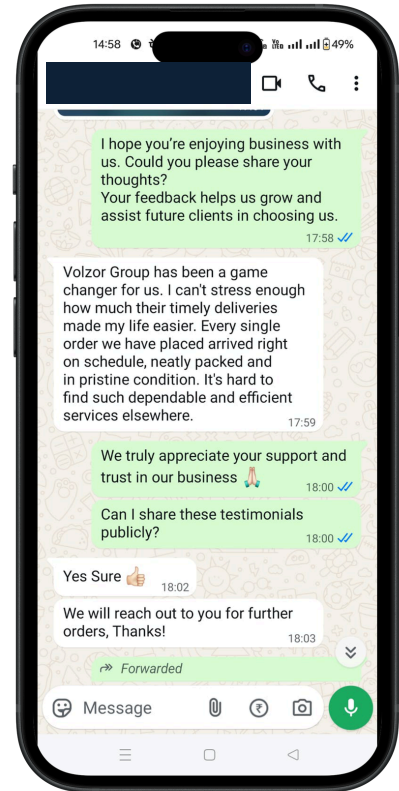 14:58
49%
I hope you're enjoying business with
us. Could you please share your
thoughts?
Your feedback helps us grow and
assist future clients in choosing us.
17:58
Volzor Group has been a game
changer for us. I can't stress enough
how much their timely deliveries
made my life easier. Every single
order we have placed arrived right
on schedule, neatly packed and
in pristine condition. It's hard to
find such dependable and efficient
services elsewhere.
17:59
We truly appreciate your support and
trust in our business 🙏🏻
18:00
Can I share these testimonials
publicly?
18:00
Yes Sure 👍🏻
18:02
We will reach out to you for further
orders, Thanks!
18:03
Forwarded
Message
₹